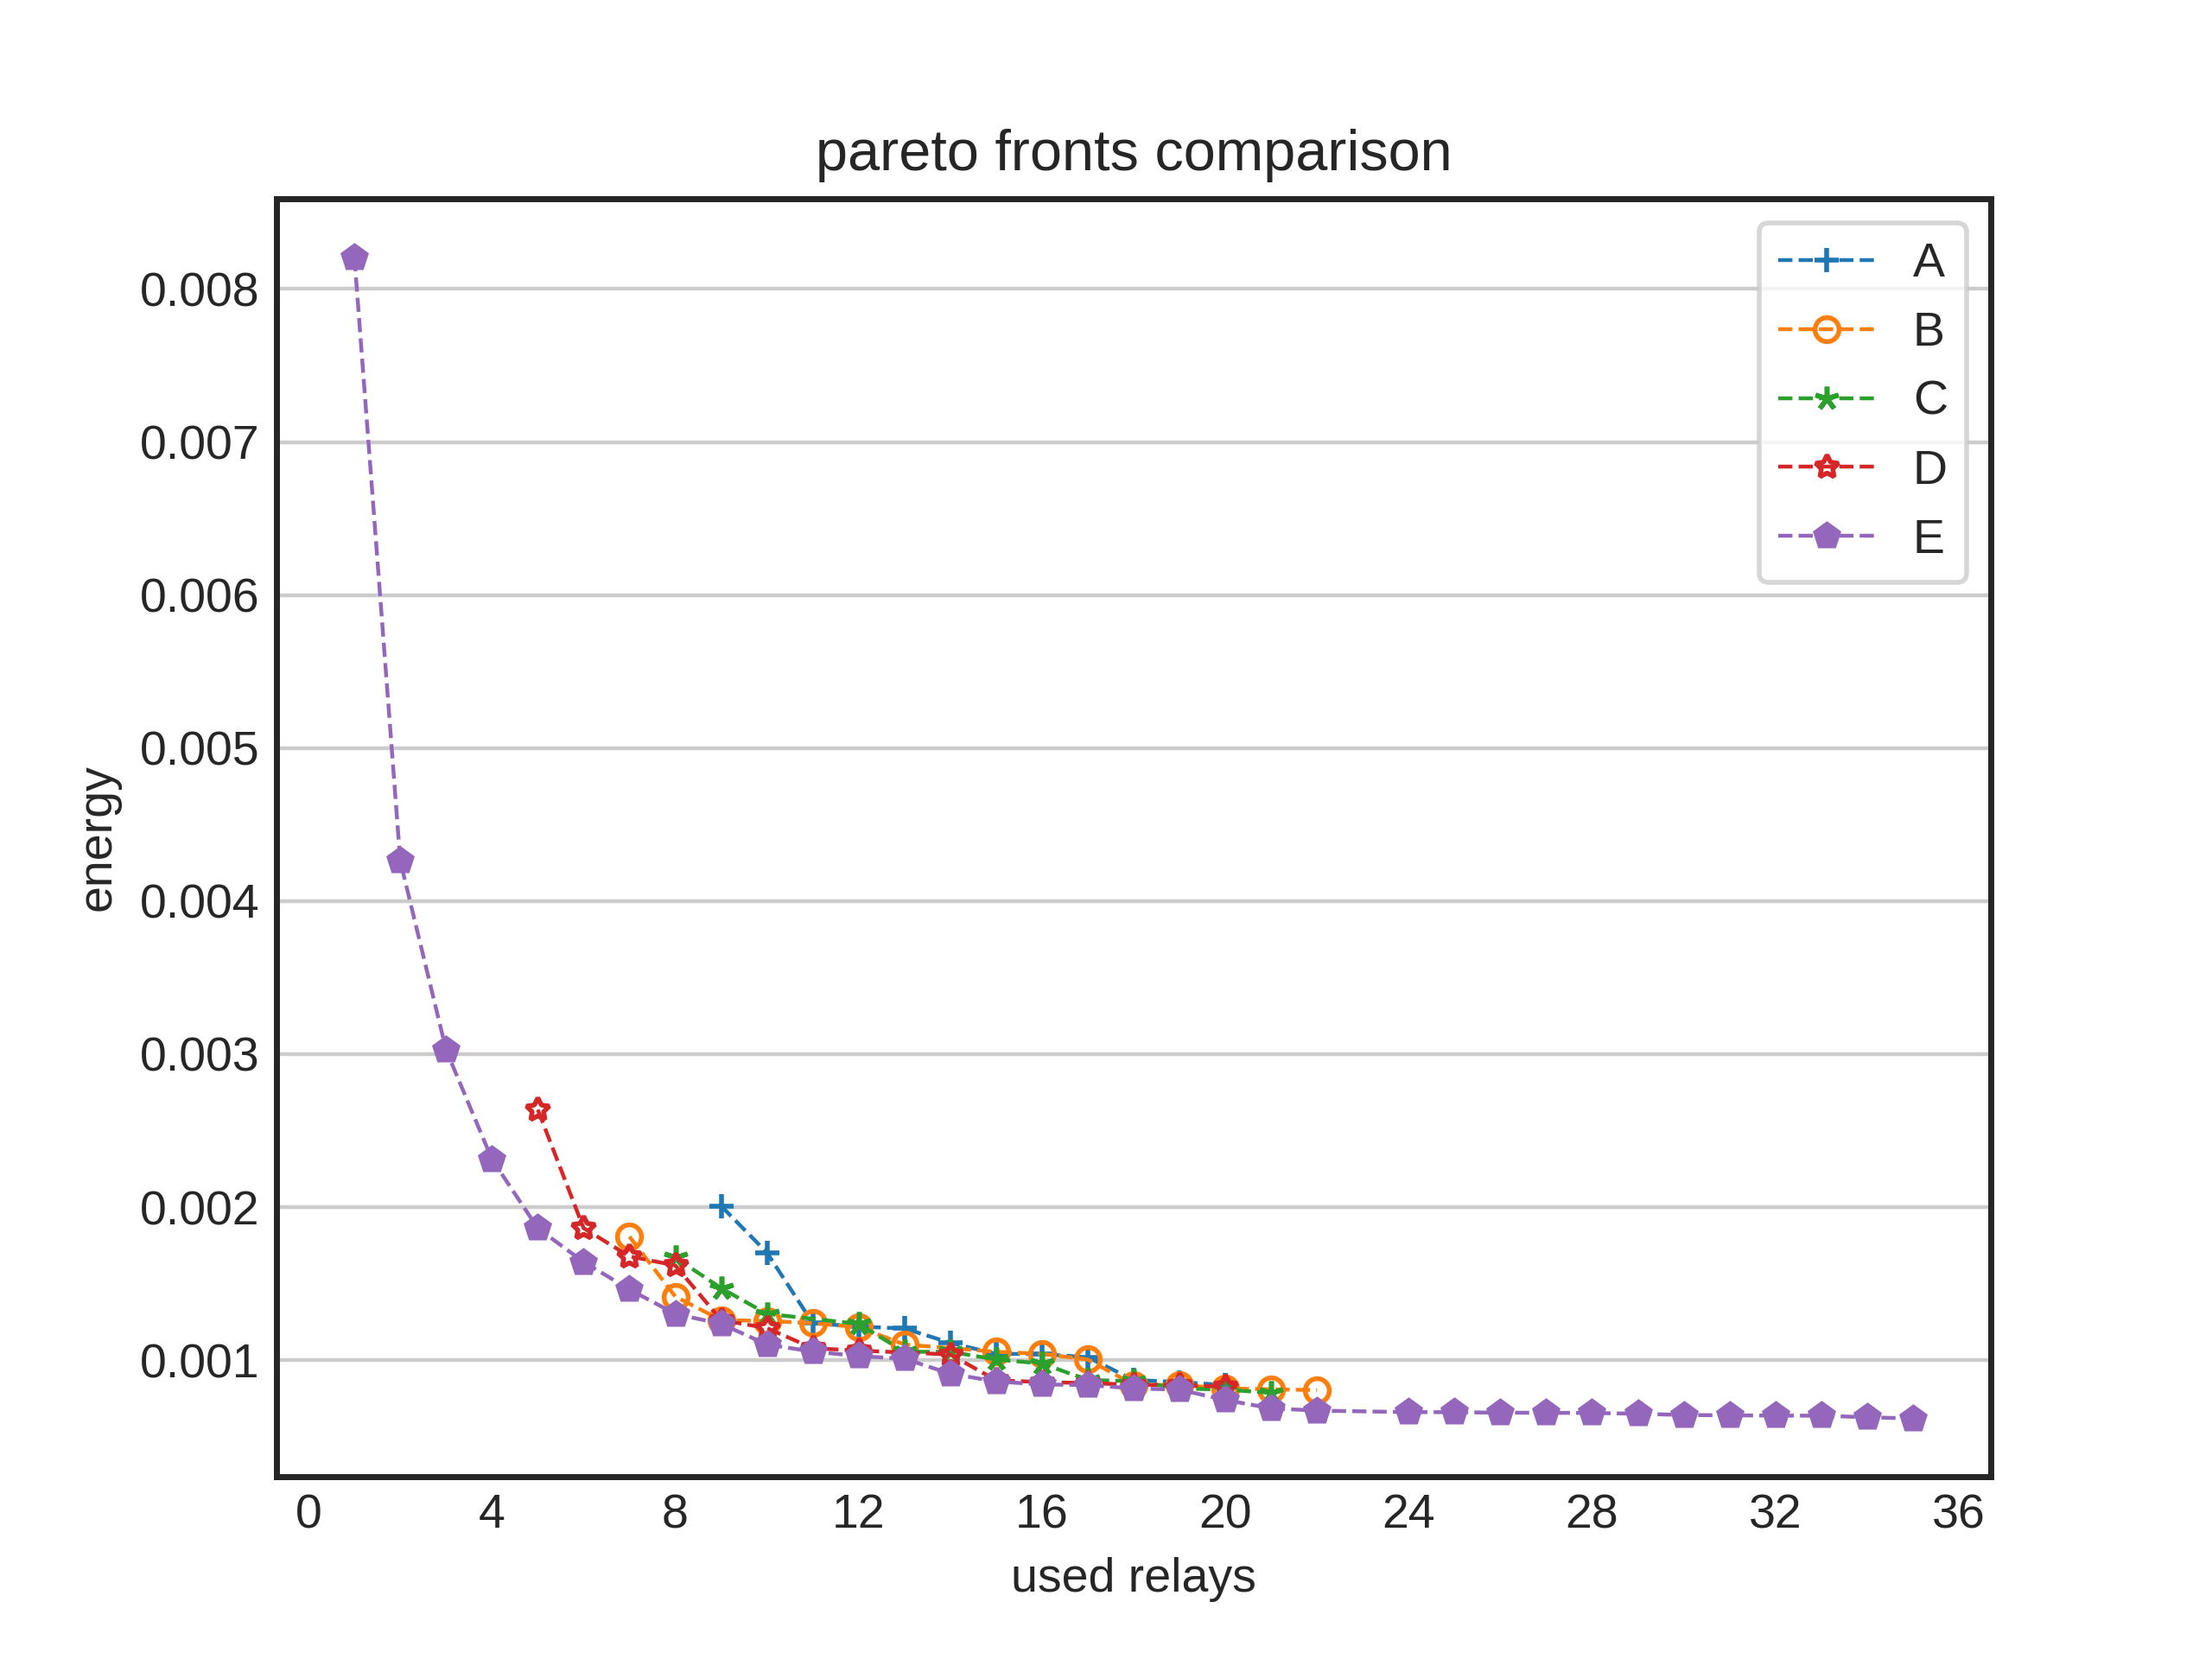 pareto fronts comparison
A
B
C
D
E
energy
0.008
0.007
0.006
0.005
0.004
0.003
0.002
0.001
0 4 8 12 16 20 24 28 32 36
used relays